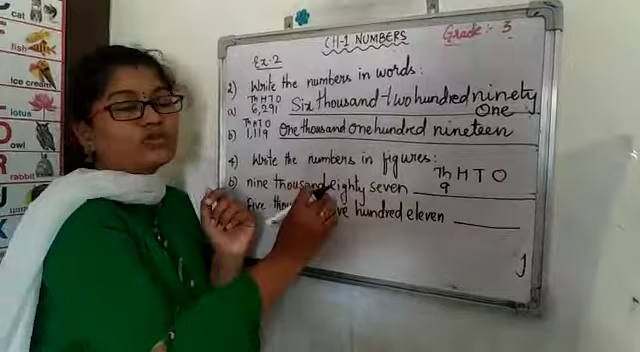 cat
fish
ice cream
lotus
owl
rabbit
CH-1 NUMBERS
Grade:- 3
Ex-2
2) Write the numbers in words:
Th H T O
a) 6,291 Six thousand two hundred ninety one
Th H T O
b) 1,119 One thousand one hundred nineteen
4) Write the numbers in figures:
Th H T O
b) nine thousand eighty seven 9
five hundred eleven